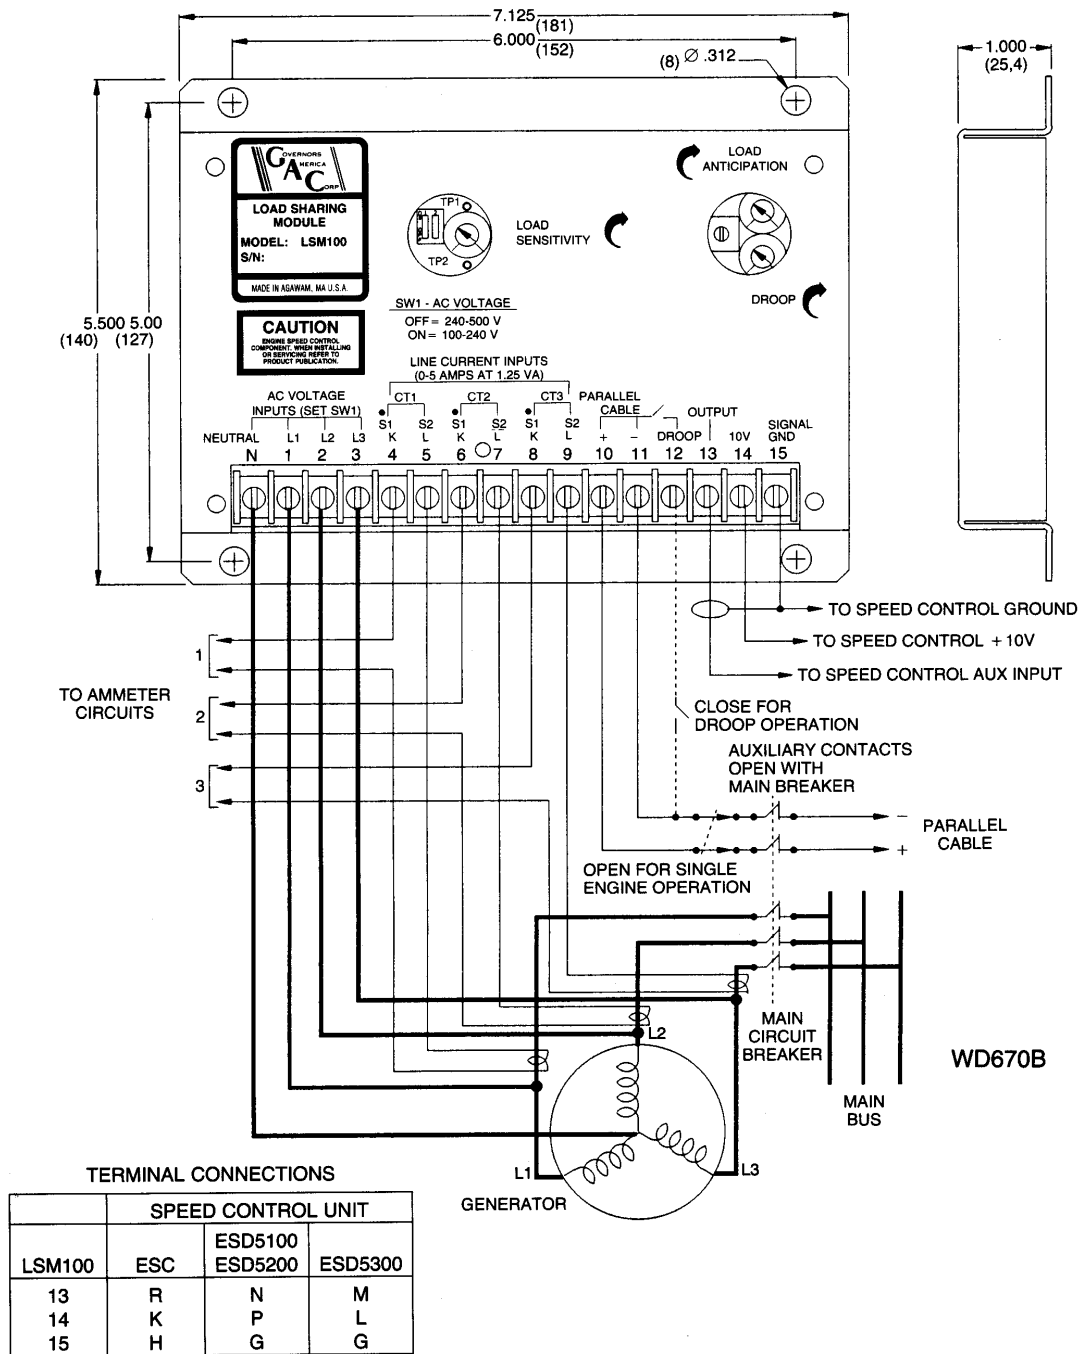 7.125
(181)
6.000
(152)
(8) Ø .312
1.000
(25,4)
5.500
(140)
5.00
(127)
GOVERNORS
AMERICA
CORP
LOAD SHARING
MODULE
MODEL: LSM100
S/N:
MADE IN AGAWAM, MA U.S.A.
CAUTION
ENGINE SPEED CONTROL
COMPONENT. WHEN INSTALLING
OR SERVICING REFER TO
PRODUCT PUBLICATION.
TP1
TP2
LOAD
SENSITIVITY
LOAD
ANTICIPATION
DROOP
SW1 - AC VOLTAGE
OFF = 240-500 V
ON = 100-240 V
LINE CURRENT INPUTS
(0-5 AMPS AT 1.25 VA)
AC VOLTAGE
INPUTS (SET SW1)
CT1 CT2 CT3
PARALLEL
CABLE
OUTPUT
S1 S2 S1 S2 S1 S2
SIGNAL
GND
NEUTRAL L1 L2 L3 K L K L K L + − DROOP 10V
N 1 2 3 4 5 6 7 8 9 10 11 12 13 14 15
TO SPEED CONTROL GROUND
TO SPEED CONTROL + 10V
TO SPEED CONTROL AUX INPUT
1
TO AMMETER
CIRCUITS
2
3
CLOSE FOR
DROOP OPERATION
AUXILIARY CONTACTS
OPEN WITH
MAIN BREAKER
−
+
PARALLEL
CABLE
OPEN FOR SINGLE
ENGINE OPERATION
MAIN
CIRCUIT
BREAKER
MAIN
BUS
WD670B
L2
L1
L3
GENERATOR
TERMINAL CONNECTIONS
SPEED CONTROL UNIT
LSM100 ESC ESD5100 ESD5200 ESD5300
13 R N M
14 K P L
15 H G G